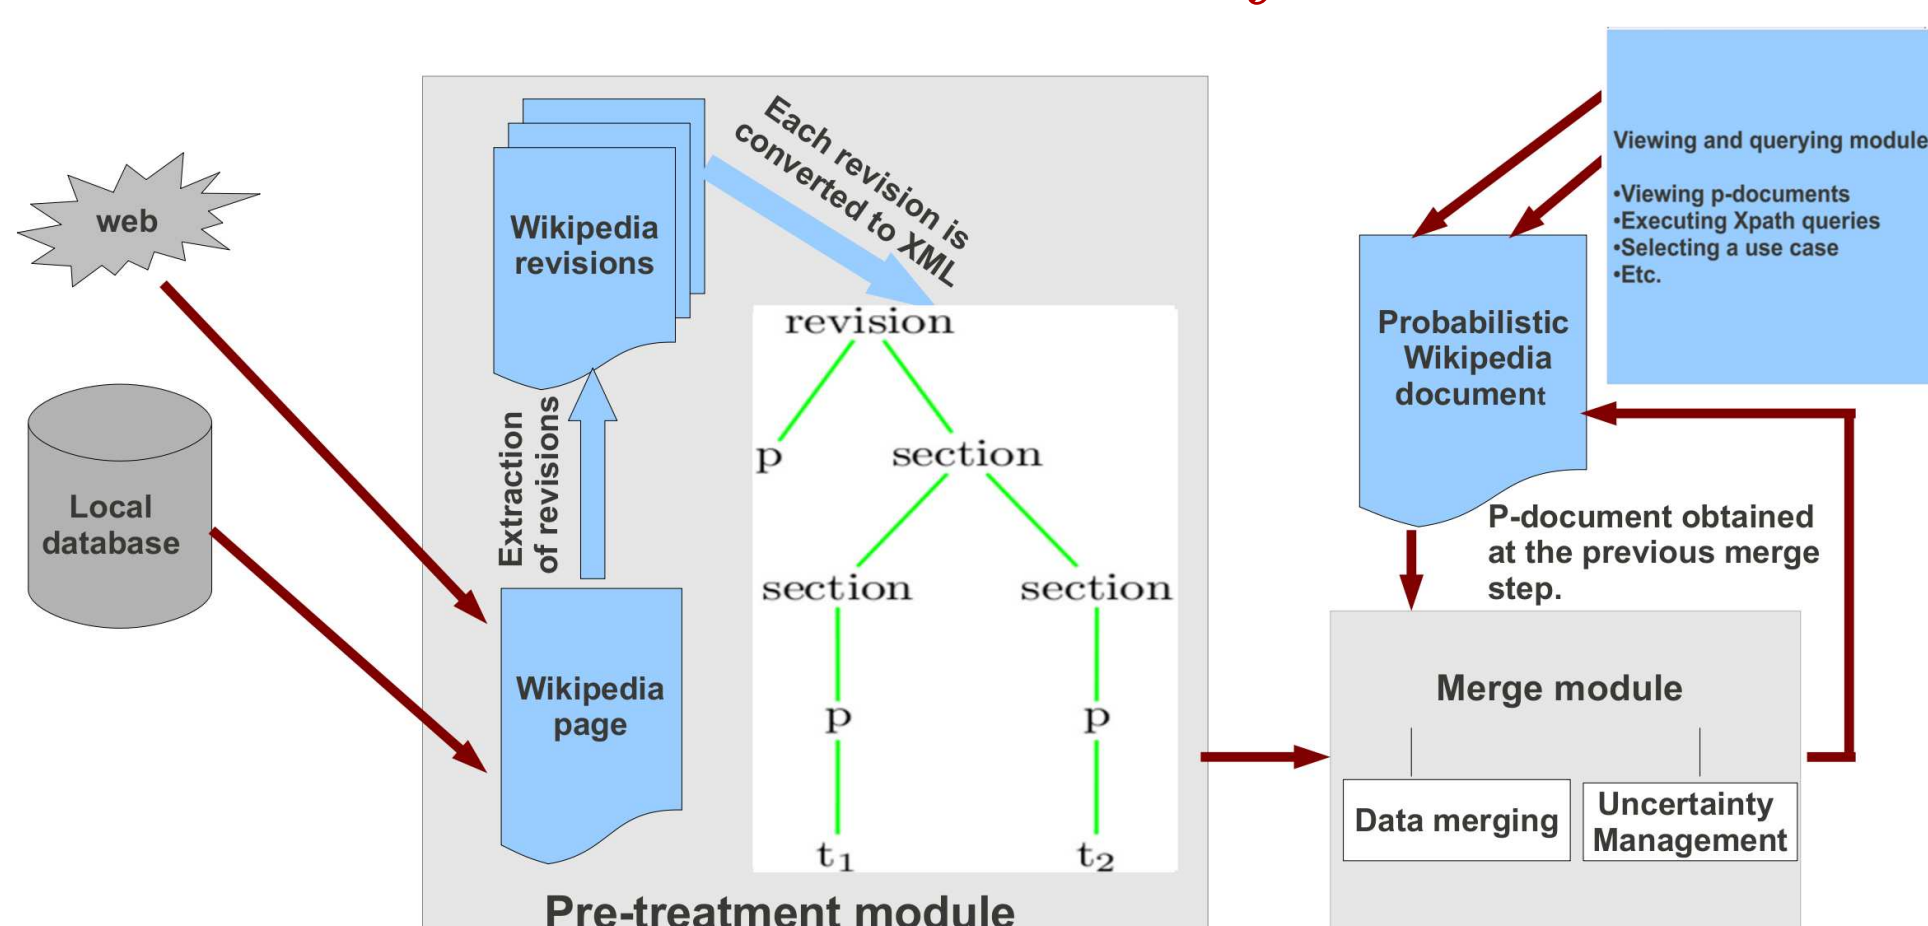 web
Local
database
Wikipedia
revisions
Each revision is
converted to XML
Extraction
of revisions
Wikipedia
page
revision
p
section
section
section
p
p
t1
t2
Pre-treatment module
Viewing and querying module
•Viewing p-documents
•Executing Xpath queries
•Selecting a use case
•Etc.
Probabilistic
Wikipedia
document
P-document obtained
at the previous merge
step.
Merge module
Data merging
Uncertainty
Management